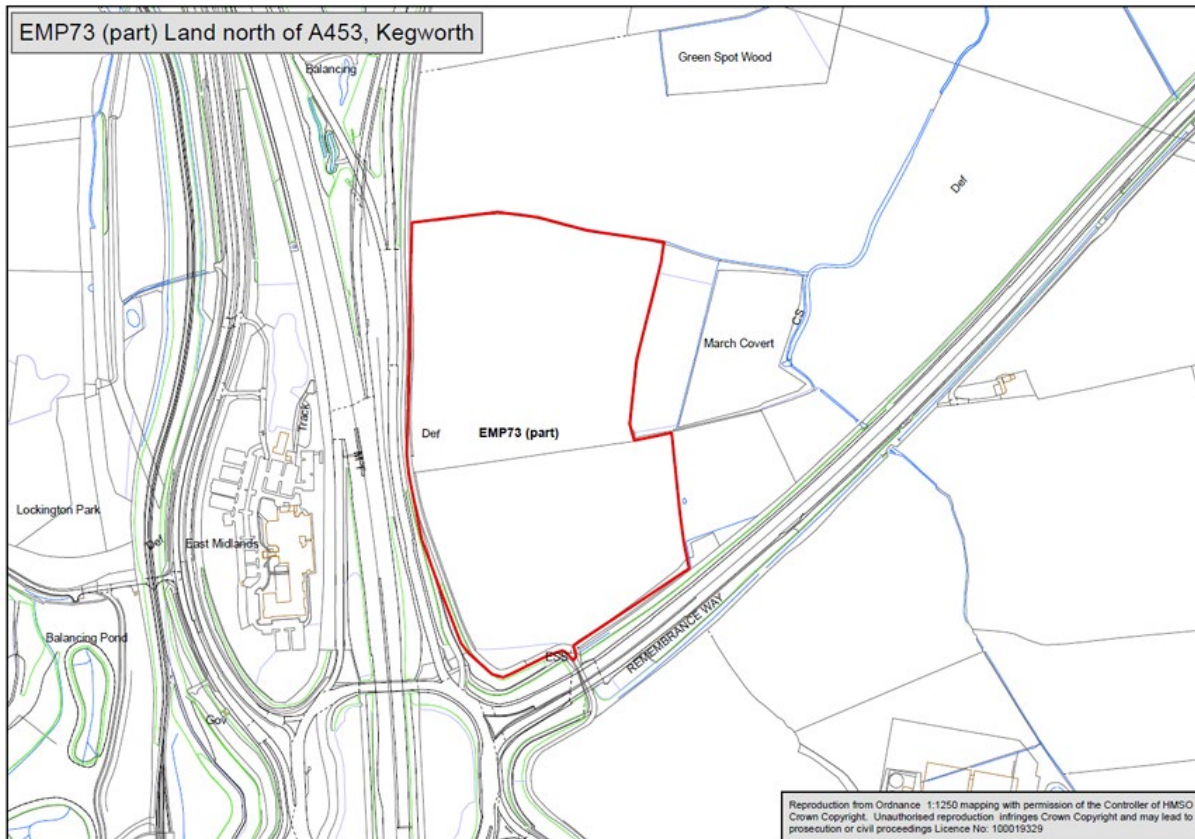 EMP73 (part) Land north of A453, Kegworth
Balancing
Green Spot Wood
Def
March Covert
CS
Def
EMP73 (part)
Track
Lockington Park
Def
East Midlands
Balancing Pond
ESS
REMEMBRANCE WAY
Gov
Reproduction from Ordnance 1:1250 mapping with permission of the Controller of HMSO
Crown Copyright. Unauthorised reproduction infringes Crown Copyright and may lead to
prosecution or civil proceedings Licence No: 100019329